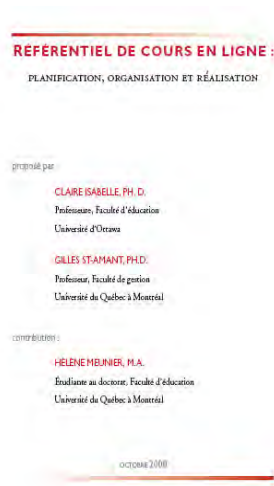 RÉFÉRENTIEL DE COURS EN LIGNE :
PLANIFICATION, ORGANISATION ET RÉALISATION
proposé par
CLAIRE ISABELLE, PH. D.
Professeure, Faculté d'éducation
Université d'Ottawa
GILLES ST-AMANT, PH.D.
Professeur, Faculté de gestion
Université du Québec à Montréal
contribution :
HÉLÈNE MEUNIER, M.A.
Étudiante au doctorat, Faculté d'éducation
Université du Québec à Montréal
OCTOBRE 2000